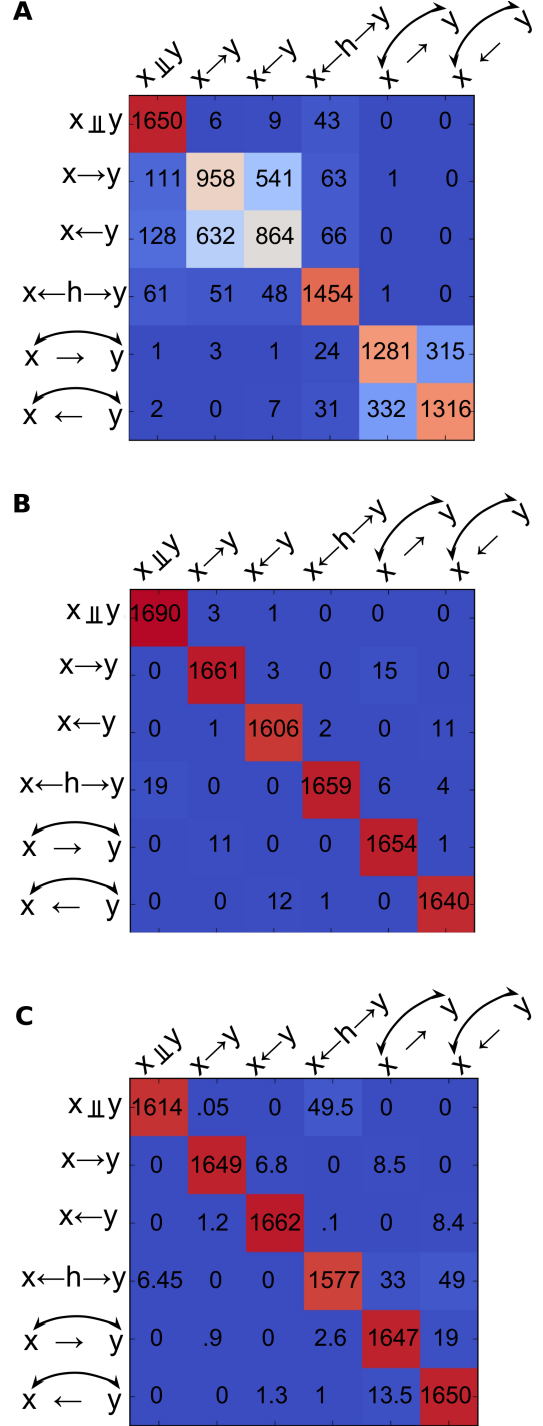 A
x⫫y x→y x←y x←h→y x → y x ← y
x⫫y 1650 6 9 43 0 0
x→y 111 958 541 63 1 0
x←y 128 632 864 66 0 0
x←h→y 61 51 48 1454 1 0
x → y 1 3 1 24 1281 315
x ← y 2 0 7 31 332 1316
B
x⫫y x→y x←y x←h→y x → y x ← y
x⫫y 1690 3 1 0 0 0
x→y 0 1661 3 0 15 0
x←y 0 1 1606 2 0 11
x←h→y 19 0 0 1659 6 4
x → y 0 11 0 0 1654 1
x ← y 0 0 12 1 0 1640
C
x⫫y x→y x←y x←h→y x → y x ← y
x⫫y 1614 .05 0 49.5 0 0
x→y 0 1649 6.8 0 8.5 0
x←y 0 1.2 1662 .1 0 8.4
x←h→y 6.45 0 0 1577 33 49
x → y 0 .9 0 2.6 1647 19
x ← y 0 0 1.3 1 13.5 1650